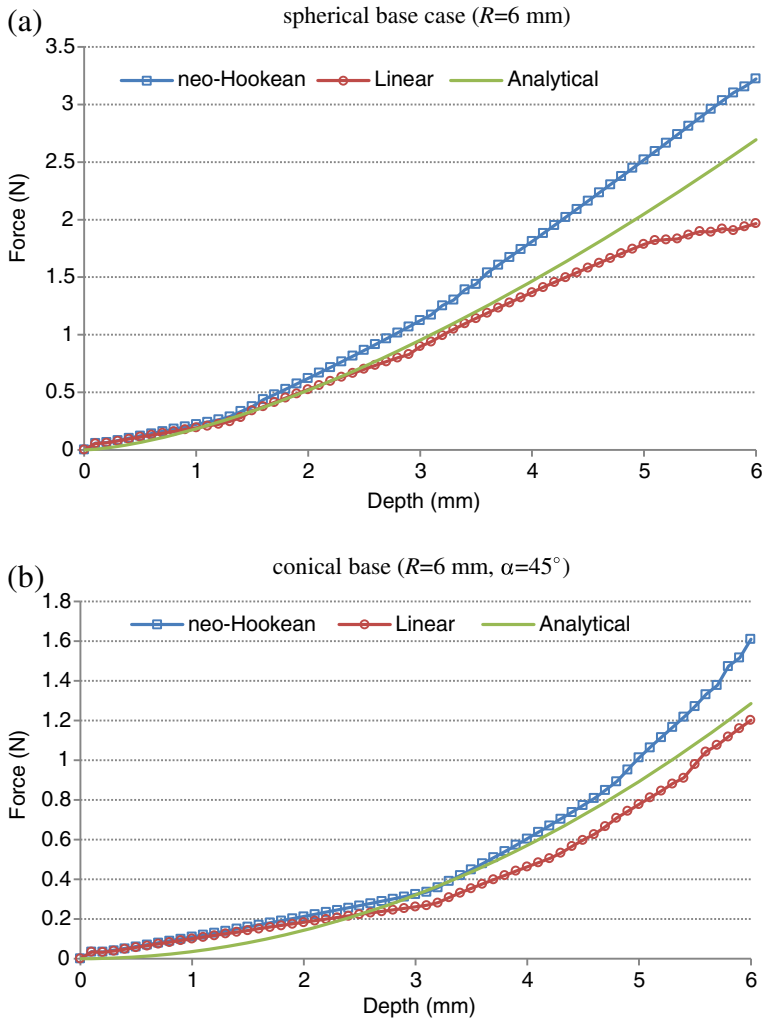 (a)
spherical base case (R=6 mm)
3.5
3
2.5
2
1.5
1
0.5
0
neo-Hookean Linear Analytical
Force (N)
0 1 2 3 4 5 6
Depth (mm)
(b)
conical base (R=6 mm, α=45°)
1.8
1.6
1.4
1.2
1
0.8
0.6
0.4
0.2
0
neo-Hookean Linear Analytical
Force (N)
0 1 2 3 4 5 6
Depth (mm)